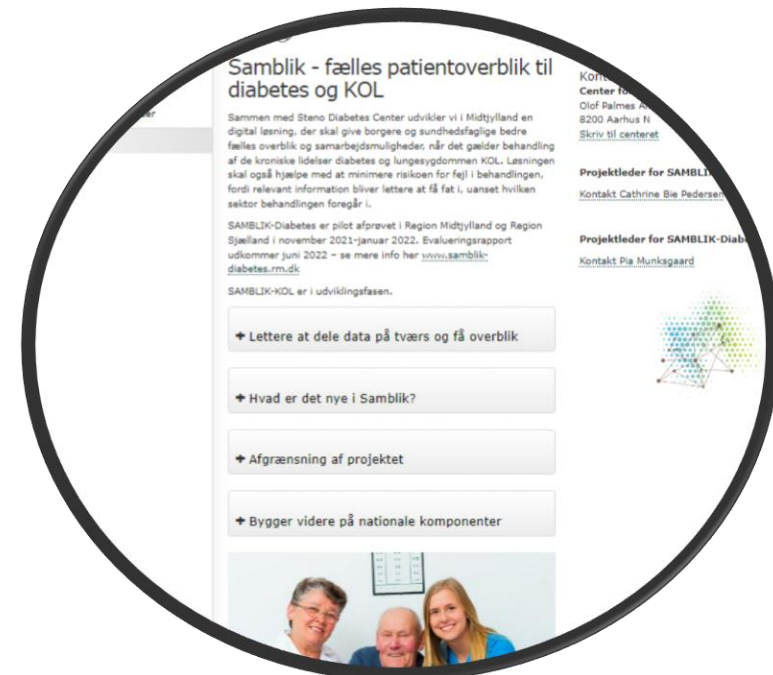 Samblik - fælles patientoverblik til
diabetes og KOL
Sammen med Steno Diabetes Center udvikler vi i Midtjylland en
digital løsning, der skal give borgere og sundhedsfaglige bedre
fælles overblik og samarbejdsmuligheder, når det gælder behandling
af de kroniske lidelser diabetes og lungesygdommen KOL. Løsningen
skal også hjælpe med at minimere risikoen for fejl i behandlingen,
fordi relevant information bliver lettere at få fat i, uanset hvilken
sektor behandlingen foregår i.
SAMBLIK-Diabetes er pilot afprøvet i Region Midtjylland og Region
Sjælland i november 2021-januar 2022. Evalueringsrapport
udkommer juni 2022 – se mere info her www.samblik-
diabetes.rm.dk
SAMBLIK-KOL er i udviklingsfasen.
+ Lettere at dele data på tværs og få overblik
+ Hvad er det nye i Samblik?
+ Afgrænsning af projektet
+ Bygger videre på nationale komponenter
Center for
Olof Palmes
8200 Aarhus N
Skriv til centeret
Projektleder for
Kontakt Cathrine Bie Pedersen
Projektleder for
Kontakt Pia Munksgaard